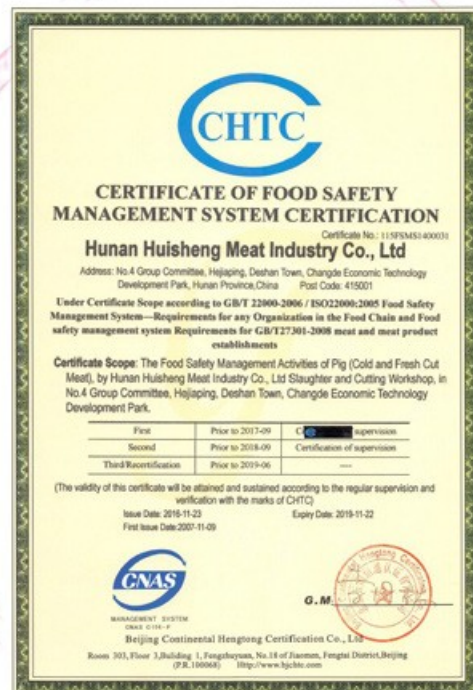 CHTC
CERTIFICATE OF FOOD SAFETY
MANAGEMENT SYSTEM CERTIFICATION
Certificate No.: 115FSMS1400031
Hunan Huisheng Meat Industry Co., Ltd
Address: No.4 Group Committee, Hejiaping, Deshan Town, Changde Economic Technology
Development Park, Hunan Province,China Post Code: 415001
Under Certificate Scope according to GB/T 22000-2006 / ISO22000:2005 Food Safety
Management System—Requirements for any Organization in the Food Chain and Food
safety management system Requirements for GB/T27301-2008 meat and meat product
establishments
Certificate Scope: The Food Safety Management Activities of Pig (Cold and Fresh Cut
Meat), by Hunan Huisheng Meat Industry Co., Ltd Slaughter and Cutting Workshop, in
No.4 Group Committee, Hejiaping, Deshan Town, Changde Economic Technology
Development Park.
First Prior to 2017-09 supervision
Second Prior to 2018-09 Certification of supervision
Third/Recertification Prior to 2019-06 —
(The validity of this certificate will be attained and sustained according to the regular supervision and
verification with the marks of CHTC)
Issue Date: 2016-11-23 Expiry Date: 2019-11-22
First Issue Date:2007-11-09
CNAS
MANAGEMENT SYSTEM
CNAS C115-F
G.M
Beijing Continental Hengtong Certification Co., Ltd
Room 303, Floor 3,Building 1, Fengzhuyuan, No.18 of Jiaomen, Fengtai District,Beijing
(P.R.100068) Http://www.bjchtc.com